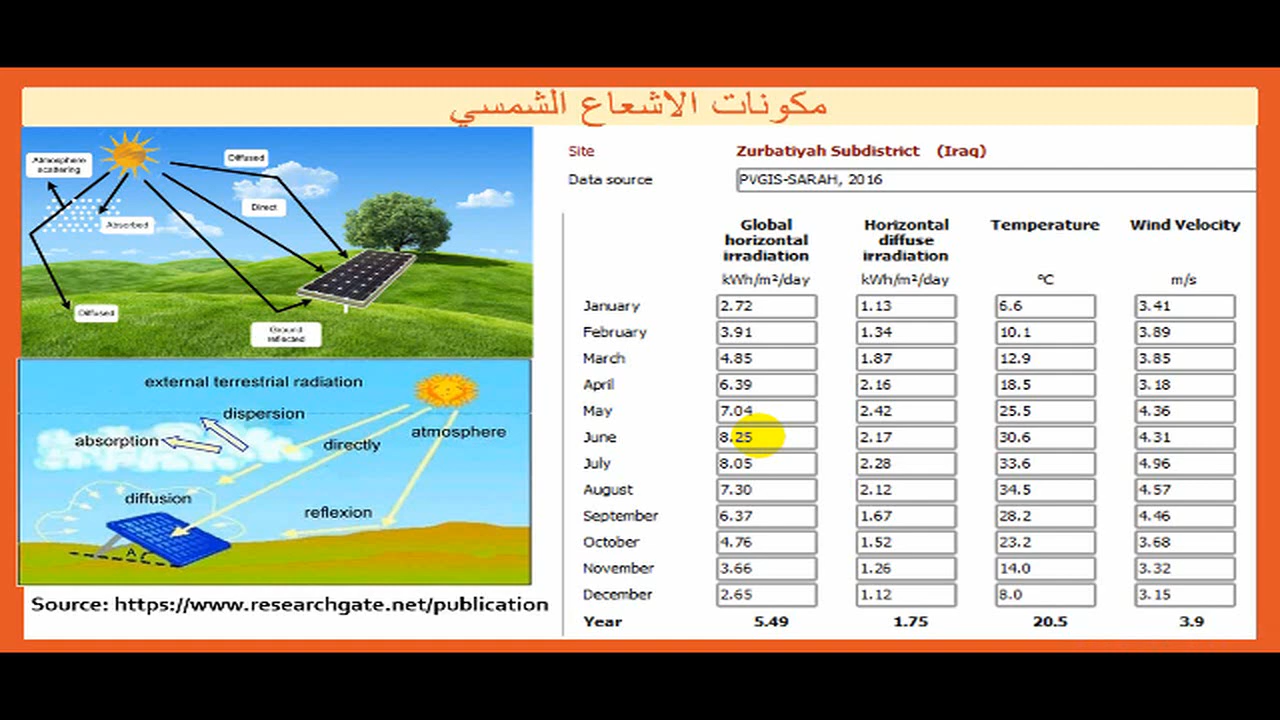 مكونات الاشعاع الشمسي
Atmosphere
scattering
Diffused
Direct
Absorbed
Diffused
Ground
reflected
external terrestrial radiation
dispersion
absorption
directly
atmosphere
diffusion
reflexion
A
Source: https://www.researchgate.net/publication
Site Zurbatiyah Subdistrict (Iraq)
Data source PVGIS-SARAH, 2016
Global horizontal irradiation Horizontal diffuse irradiation Temperature Wind Velocity
kWh/m²/day kWh/m²/day °C m/s
January 2.72 1.13 6.6 3.41
February 3.91 1.34 10.1 3.89
March 4.85 1.87 12.9 3.85
April 6.39 2.16 18.5 3.18
May 7.04 2.42 25.5 4.36
June 8.25 2.17 30.6 4.31
July 8.05 2.28 33.6 4.96
August 7.30 2.12 34.5 4.57
September 6.37 1.67 28.2 4.46
October 4.76 1.52 23.2 3.68
November 3.66 1.26 14.0 3.32
December 2.65 1.12 8.0 3.15
Year 5.49 1.75 20.5 3.9